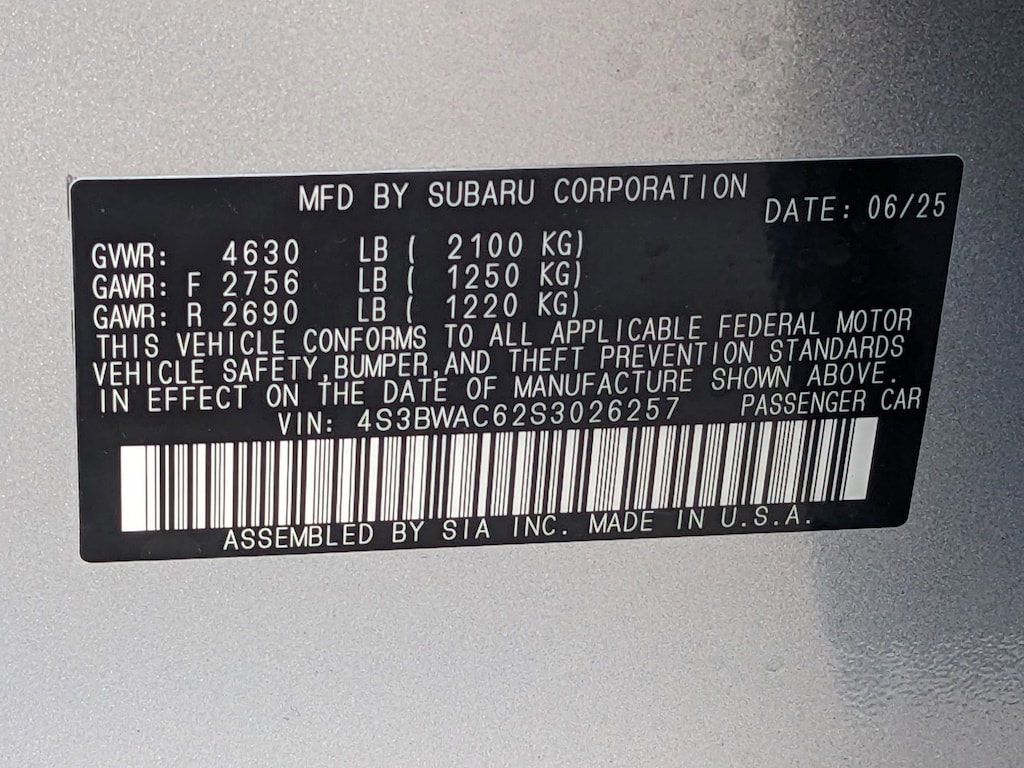 MFD BY SUBARU CORPORATION
DATE: 06/25
GVWR: 4630 LB ( 2100 KG)
GAWR: F 2756 LB ( 1250 KG)
GAWR: R 2690 LB ( 1220 KG)
THIS VEHICLE CONFORMS TO ALL APPLICABLE FEDERAL MOTOR
VEHICLE SAFETY,BUMPER,AND THEFT PREVENTION STANDARDS
IN EFFECT ON THE DATE OF MANUFACTURE SHOWN ABOVE.
VIN: 4S3BWAC62S3026257 PASSENGER CAR
ASSEMBLED BY SIA INC. MADE IN U.S.A.